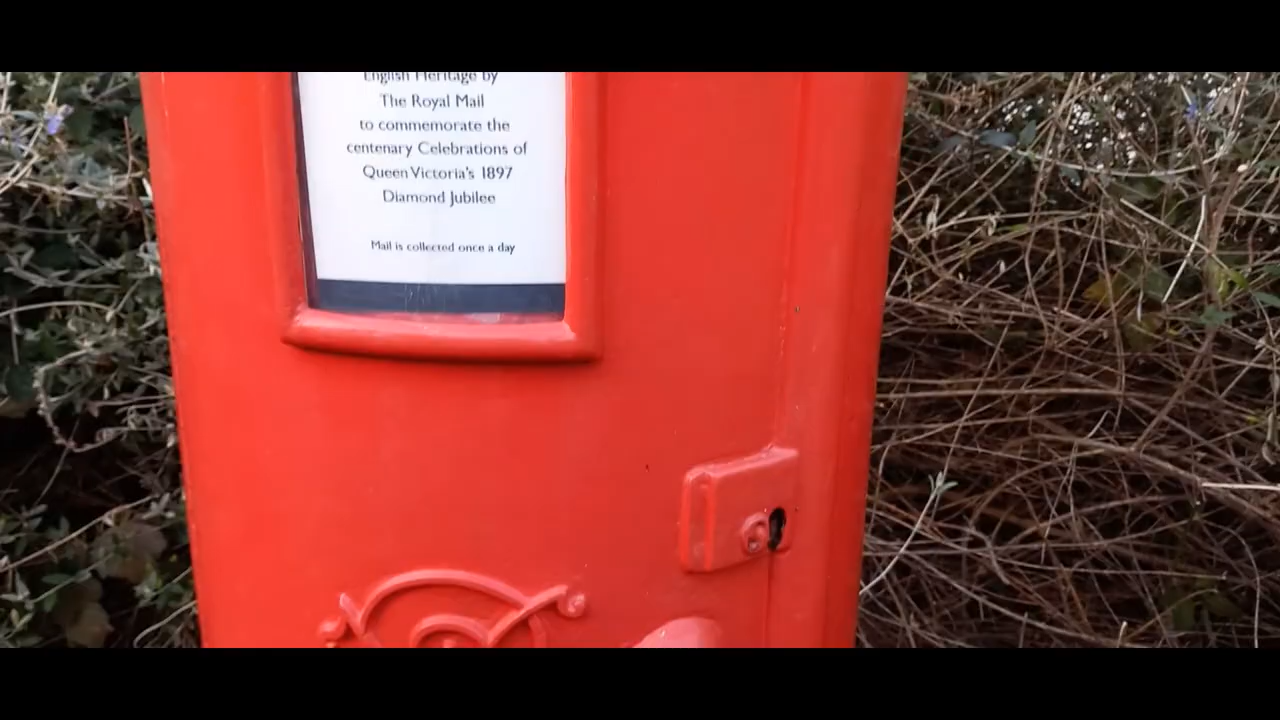 English Heritage by
The Royal Mail
to commemorate the
centenary Celebrations of
Queen Victoria's 1897
Diamond Jubilee
Mail is collected once a day